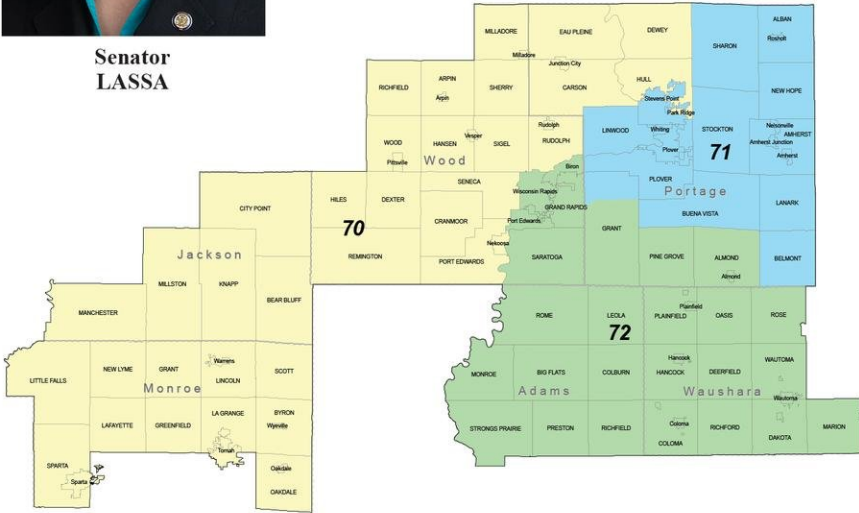 Senator
LASSA
MILLADORE
EAU PLEINE
DEWEY
SHARON
ALBAN
Rosholt
Milladore
Junction City
RICHFIELD
ARPIN
Arpin
SHERRY
CARSON
HULL
Stevens Point
Park Ridge
NEW HOPE
WOOD
Pittsville
HANSEN
Vesper
SIGEL
Rudolph
RUDOLPH
LINWOOD
Whiting
Plover
STOCKTON
71
Nelsonville
AMHERST
Amherst Junction
Amherst
Wood
Biron
SENECA
Wisconsin Rapids
PLOVER
Portage
CITY POINT
HILES
DEXTER
GRAND RAPIDS
BUENA VISTA
LANARK
70
CRANMOOR
Port Edwards
GRANT
Jackson
REMINGTON
PORT EDWARDS
Nekoosa
SARATOGA
PINE GROVE
ALMOND
Almond
BELMONT
MILLSTON
KNAPP
BEAR BLUFF
MANCHESTER
ROME
LEOLA
72
PLAINFIELD
Plainfield
OASIS
ROSE
LITTLE FALLS
NEW LYME
GRANT
Warrens
LINCOLN
SCOTT
Monroe
MONROE
BIG FLATS
COLBURN
Hancock
HANCOCK
DEERFIELD
WAUTOMA
Adams
Waushara
Wautoma
LAFAYETTE
GREENFIELD
LA GRANGE
BYRON
Wyeville
Tomah
STRONGS PRAIRIE
PRESTON
RICHFIELD
Coloma
COLOMA
RICHFORD
DAKOTA
MARION
SPARTA
Sparta
Oakdale
OAKDALE